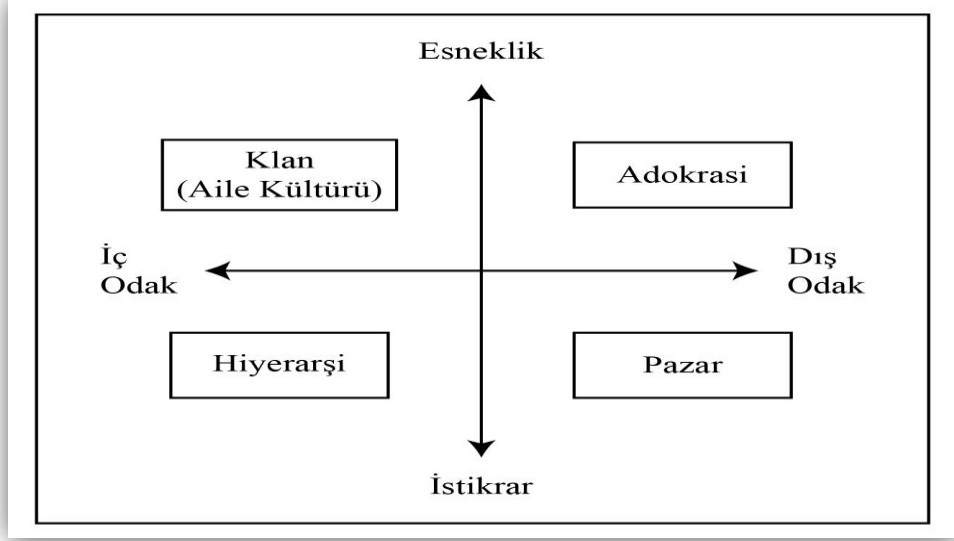 Esneklik
Klan
(Aile Kültürü)
Adokrasi
İç
Odak
Dış
Odak
Hiyerarşi
Pazar
İstikrar